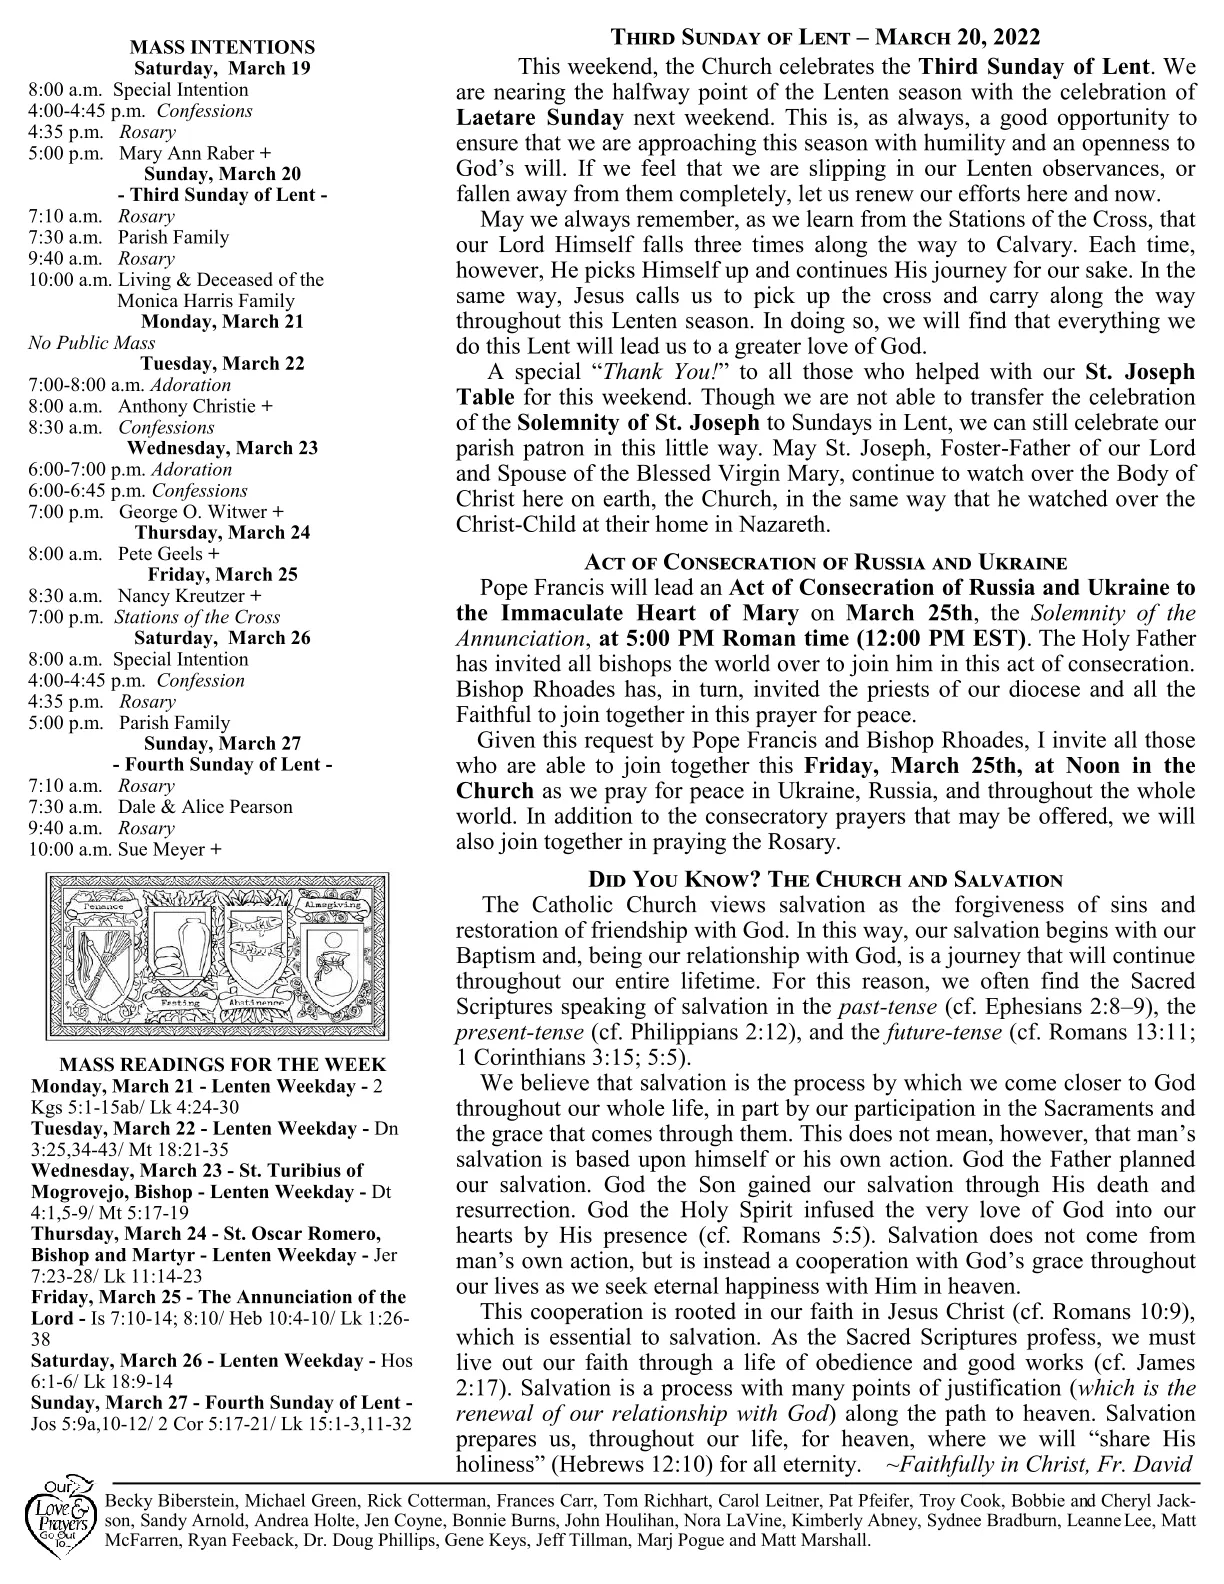 MASS INTENTIONS
Saturday,  March 19
8:00 a.m.  Special Intention
4:00-4:45 p.m.  Confessions
4:35 p.m.   Rosary
5:00 p.m.   Mary Ann Raber +
Sunday, March 20
- Third Sunday of Lent -
7:10 a.m.   Rosary
7:30 a.m.   Parish Family
9:40 a.m.   Rosary
10:00 a.m. Living & Deceased of the
Monica Harris Family
Monday, March 21
No Public Mass
Tuesday, March 22
7:00-8:00 a.m. Adoration
8:00 a.m.   Anthony Christie +
8:30 a.m.   Confessions
Wednesday, March 23
6:00-7:00 p.m. Adoration
6:00-6:45 p.m. Confessions
7:00 p.m.   George O. Witwer +
Thursday, March 24
8:00 a.m.   Pete Geels +
Friday, March 25
8:30 a.m.   Nancy Kreutzer +
7:00 p.m.  Stations of the Cross
Saturday,  March 26
8:00 a.m.  Special Intention
4:00-4:45 p.m.  Confession
4:35 p.m.   Rosary
5:00 p.m.   Parish Family
Sunday, March 27
- Fourth Sunday of Lent -
7:10 a.m.   Rosary
7:30 a.m.   Dale & Alice Pearson
9:40 a.m.   Rosary
10:00 a.m. Sue Meyer +
Penance
Almsgiving
Fasting
Abstinence
MASS READINGS FOR THE WEEK
Monday, March 21 - Lenten Weekday - 2
Kgs 5:1-15ab/ Lk 4:24-30
Tuesday, March 22 - Lenten Weekday - Dn
3:25,34-43/ Mt 18:21-35
Wednesday, March 23 - St. Turibius of
Mogrovejo, Bishop - Lenten Weekday - Dt
4:1,5-9/ Mt 5:17-19
Thursday, March 24 - St. Oscar Romero,
Bishop and Martyr - Lenten Weekday - Jer
7:23-28/ Lk 11:14-23
Friday, March 25 - The Annunciation of the
Lord - Is 7:10-14; 8:10/ Heb 10:4-10/ Lk 1:26-
38
Saturday, March 26 - Lenten Weekday - Hos
6:1-6/ Lk 18:9-14
Sunday, March 27 - Fourth Sunday of Lent -
Jos 5:9a,10-12/ 2 Cor 5:17-21/ Lk 15:1-3,11-32
Third Sunday of Lent – March 20, 2022
This weekend, the Church celebrates the Third Sunday of Lent. We
are nearing the halfway point of the Lenten season with the celebration of
Laetare Sunday next weekend. This is, as always, a good opportunity to
ensure that we are approaching this season with humility and an openness to
God’s will. If we feel that we are slipping in our Lenten observances, or
fallen away from them completely, let us renew our efforts here and now.
May we always remember, as we learn from the Stations of the Cross, that
our Lord Himself falls three times along the way to Calvary. Each time,
however, He picks Himself up and continues His journey for our sake. In the
same way, Jesus calls us to pick up the cross and carry along the way
throughout this Lenten season. In doing so, we will find that everything we
do this Lent will lead us to a greater love of God.
A special “Thank You!” to all those who helped with our St. Joseph
Table for this weekend. Though we are not able to transfer the celebration
of the Solemnity of St. Joseph to Sundays in Lent, we can still celebrate our
parish patron in this little way. May St. Joseph, Foster-Father of our Lord
and Spouse of the Blessed Virgin Mary, continue to watch over the Body of
Christ here on earth, the Church, in the same way that he watched over the
Christ-Child at their home in Nazareth.
Act of Consecration of Russia and Ukraine
Pope Francis will lead an Act of Consecration of Russia and Ukraine to
the Immaculate Heart of Mary on March 25th, the Solemnity of the
Annunciation, at 5:00 PM Roman time (12:00 PM EST). The Holy Father
has invited all bishops the world over to join him in this act of consecration.
Bishop Rhoades has, in turn, invited the priests of our diocese and all the
Faithful to join together in this prayer for peace.
Given this request by Pope Francis and Bishop Rhoades, I invite all those
who are able to join together this Friday, March 25th, at Noon in the
Church as we pray for peace in Ukraine, Russia, and throughout the whole
world. In addition to the consecratory prayers that may be offered, we will
also join together in praying the Rosary.
Did You Know? The Church and Salvation
The Catholic Church views salvation as the forgiveness of sins and
restoration of friendship with God. In this way, our salvation begins with our
Baptism and, being our relationship with God, is a journey that will continue
throughout our entire lifetime. For this reason, we often find the Sacred
Scriptures speaking of salvation in the past-tense (cf. Ephesians 2:8–9), the
present-tense (cf. Philippians 2:12), and the future-tense (cf. Romans 13:11;
1 Corinthians 3:15; 5:5).
We believe that salvation is the process by which we come closer to God
throughout our whole life, in part by our participation in the Sacraments and
the grace that comes through them. This does not mean, however, that man’s
salvation is based upon himself or his own action. God the Father planned
our salvation. God the Son gained our salvation through His death and
resurrection. God the Holy Spirit infused the very love of God into our
hearts by His presence (cf. Romans 5:5). Salvation does not come from
man’s own action, but is instead a cooperation with God’s grace throughout
our lives as we seek eternal happiness with Him in heaven.
This cooperation is rooted in our faith in Jesus Christ (cf. Romans 10:9),
which is essential to salvation. As the Sacred Scriptures profess, we must
live out our faith through a life of obedience and good works (cf. James
2:17). Salvation is a process with many points of justification (which is the
renewal of our relationship with God) along the path to heaven. Salvation
prepares us, throughout our life, for heaven, where we will “share His
holiness” (Hebrews 12:10) for all eternity.    ~Faithfully in Christ, Fr. David
Our
Love &
Prayers
Go Out
To...
Becky Biberstein, Michael Green, Rick Cotterman, Frances Carr, Tom Richhart, Carol Leitner, Pat Pfeifer, Troy Cook, Bobbie and Cheryl Jack-
son, Sandy Arnold, Andrea Holte, Jen Coyne, Bonnie Burns, John Houlihan, Nora LaVine, Kimberly Abney, Sydnee Bradburn, Leanne Lee, Matt
McFarren, Ryan Feeback, Dr. Doug Phillips, Gene Keys, Jeff Tillman, Marj Pogue and Matt Marshall.